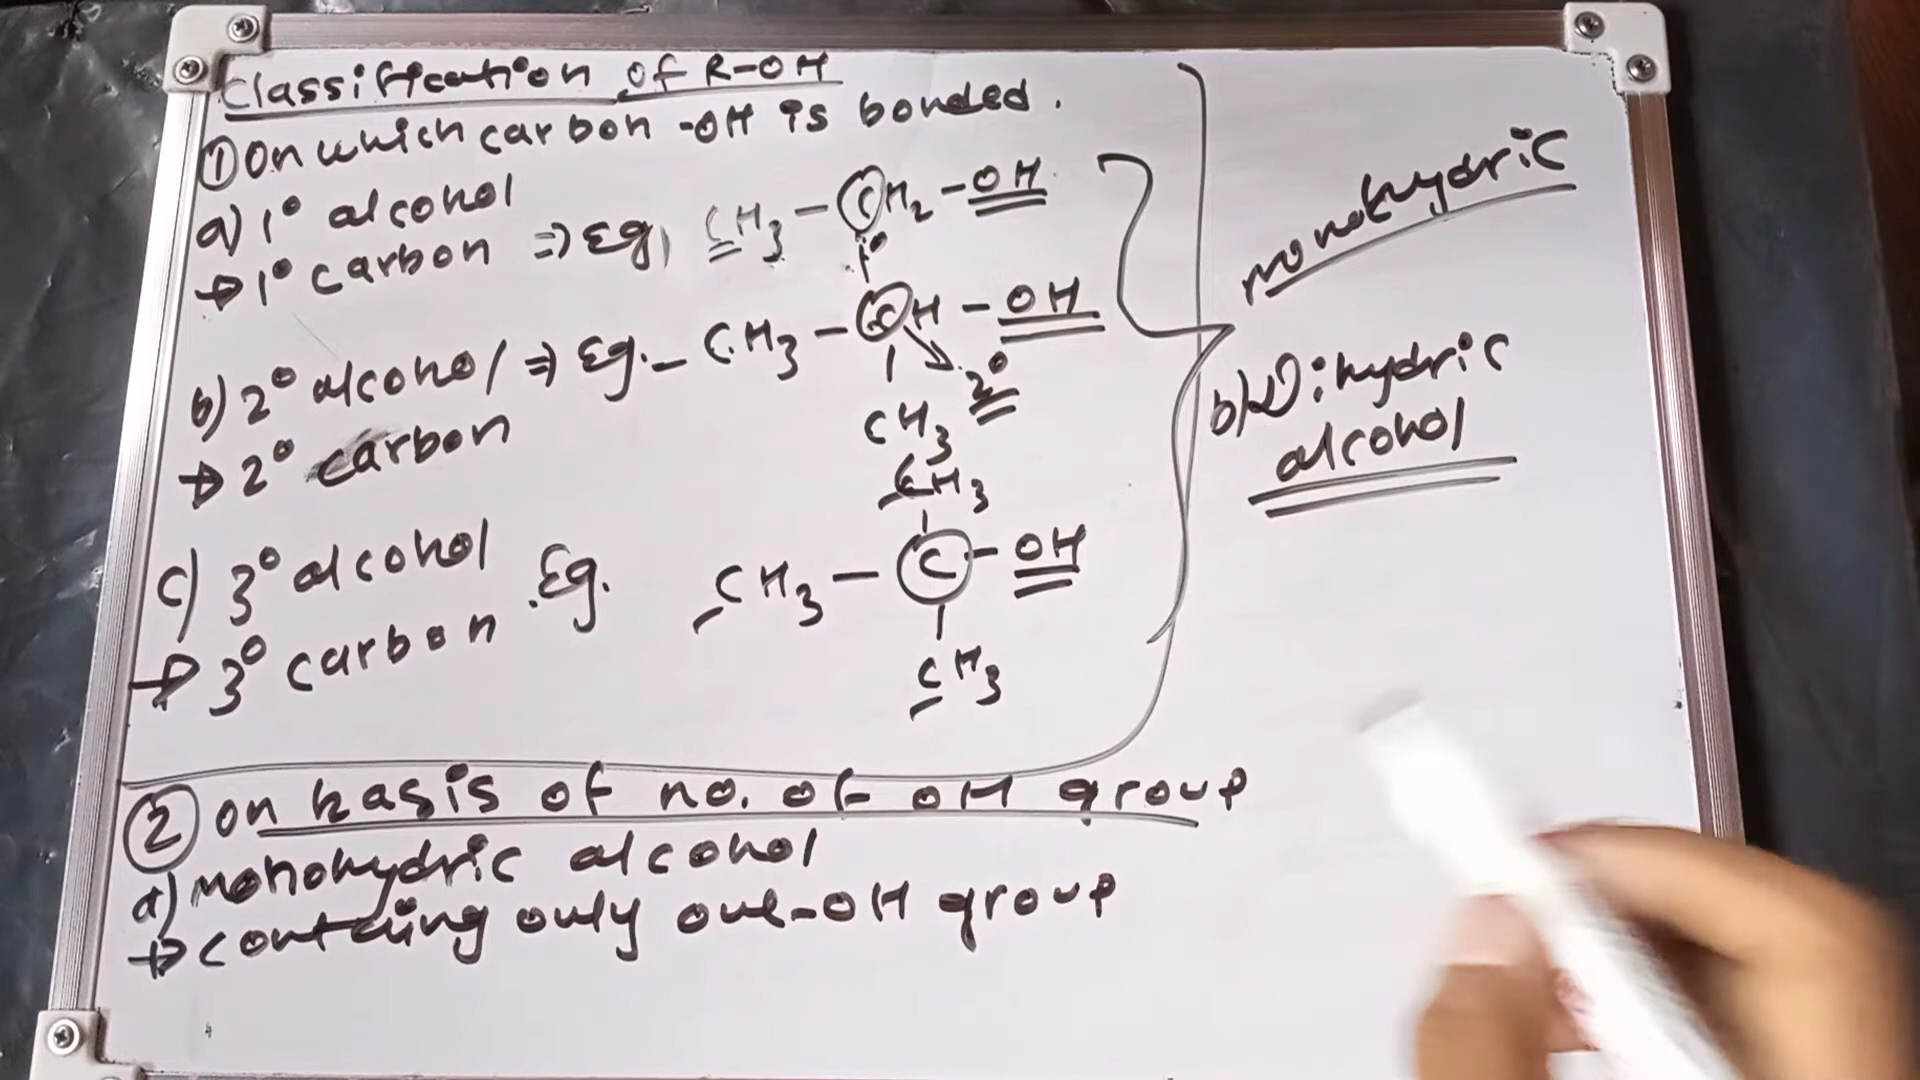 Classification of R-OH
① On which carbon -OH is bonded.
a) 1° alcohol
→ 1° carbon ⇒ Eg, CH3 - CH2 - OH
1°
b) 2° alcohol ⇒ Eg. - CH3 - CH - OH
2°
→ 2° carbon
CH3
CH3
c) 3° alcohol
Eg. CH3 - C - OH
→ 3° carbon
CH3
② on basis of no. of OH group
a) Monohydric alcohol
→ containg only one -OH group
monohydric
b) Dihydric
alcohol